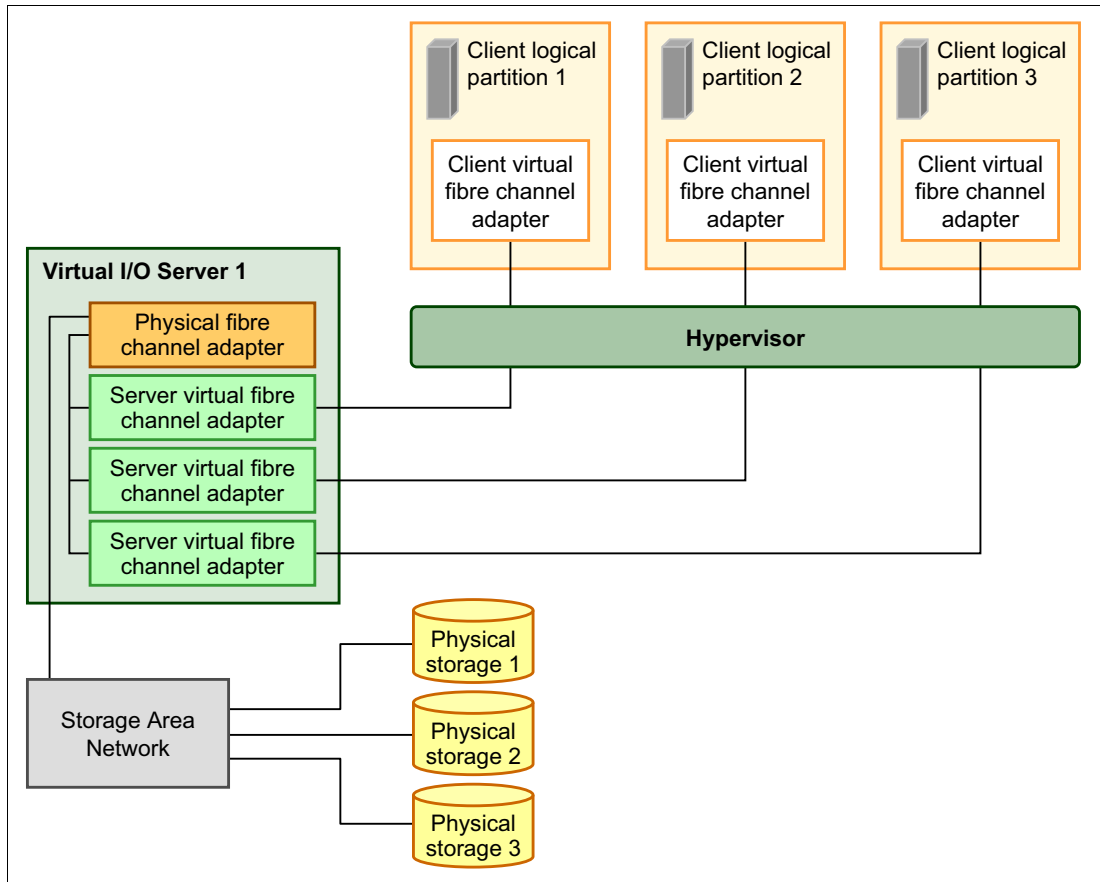 Client logical
partition 1
Client logical
partition 2
Client logical
partition 3
Client virtual
fibre channel
adapter
Client virtual
fibre channel
adapter
Client virtual
fibre channel
adapter
Virtual I/O Server 1
Physical fibre
channel adapter
Hypervisor
Server virtual fibre
channel adapter
Server virtual fibre
channel adapter
Server virtual fibre
channel adapter
Storage Area
Network
Physical
storage 1
Physical
storage 2
Physical
storage 3